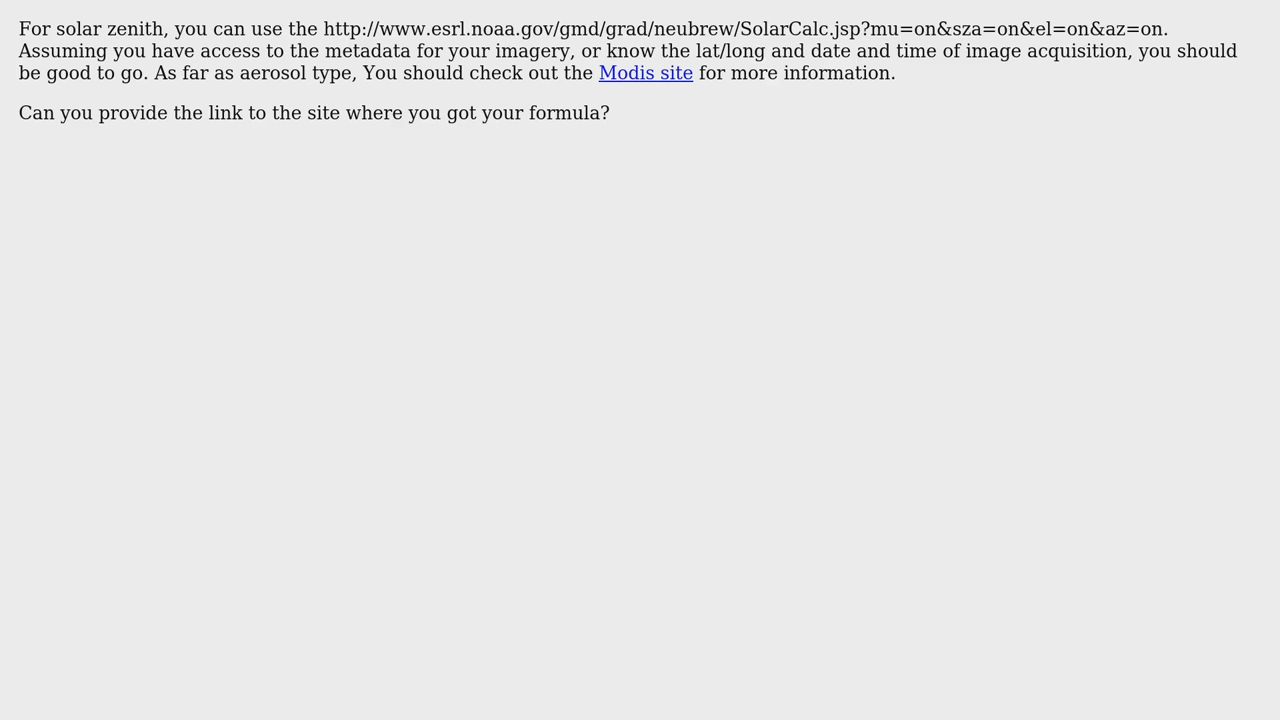 For solar zenith, you can use the http://www.esrl.noaa.gov/gmd/grad/neubrew/SolarCalc.jsp?mu=on&sza=on&el=on&az=on.
Assuming you have access to the metadata for your imagery, or know the lat/long and date and time of image acquisition, you should
be good to go. As far as aerosol type, You should check out the Modis site for more information.
Can you provide the link to the site where you got your formula?